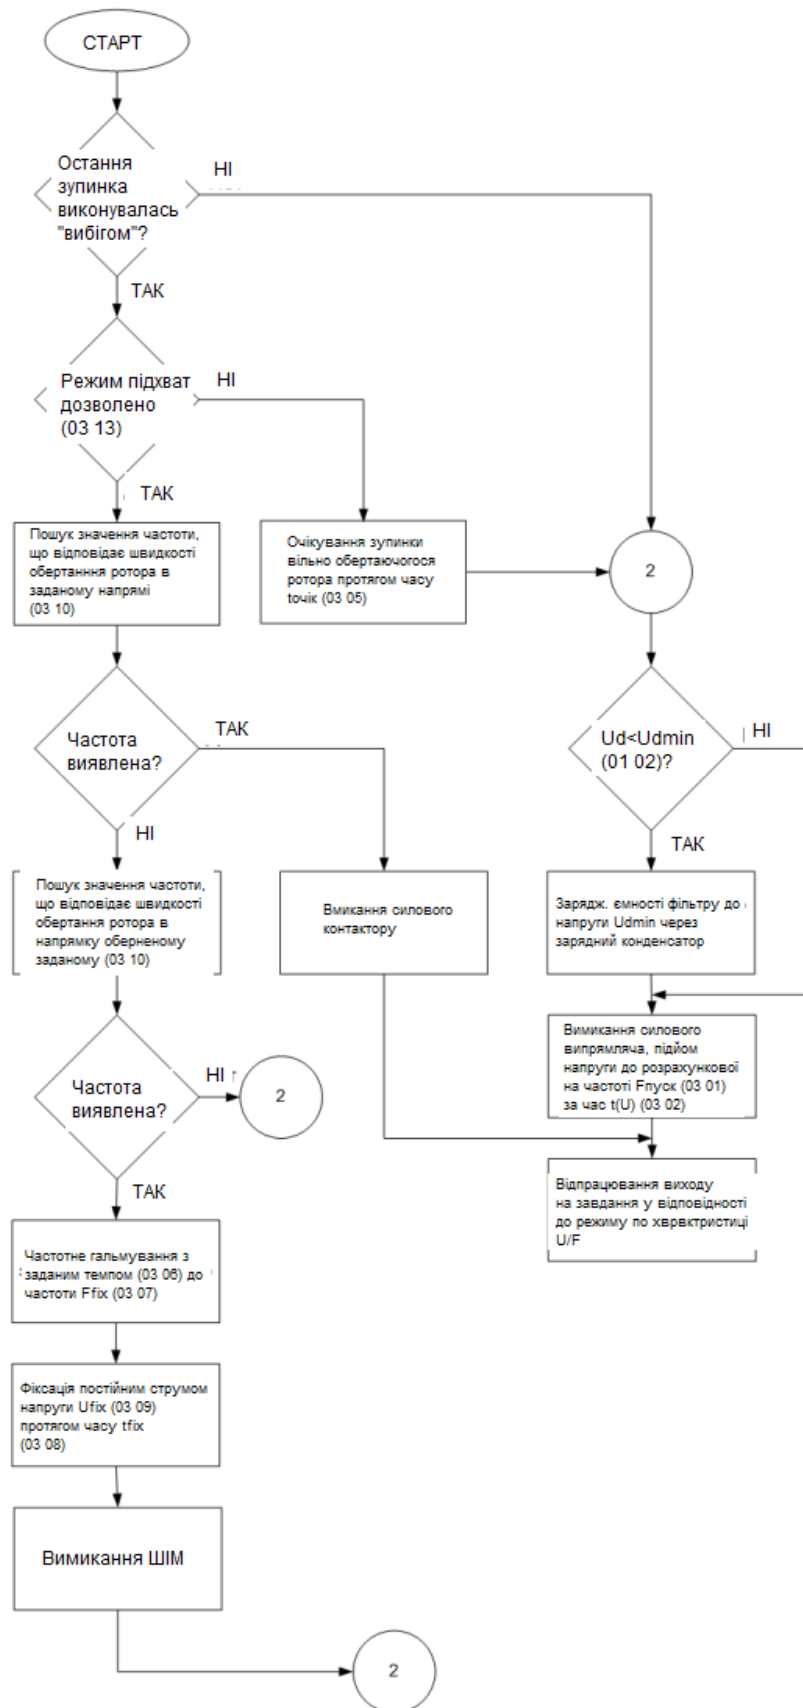 СТАРТ
Остання
зупинка
виконувалась
"вибігом"?
НІ
ТАК
Режим підхват
дозволено
(03 13)
НІ
ТАК
Пошук значення частоти,
що відповідає швидкості
обертанння ротора в
заданому напрямі
(03 10)
Очікування зупинки
вільно обертаючогося
ротора протягом часу
tочік (03 05)
2
Частота
виявлена?
ТАК
НІ
Ud<Udmin
(01 02)?
НІ
ТАК
Пошук значення частоти,
що відповідає швидкості
обертання ротора в
напрямку оберненому
заданому (03 10)
Вмикання силового
контактору
Зарядж. ємності фільтру до
напруги Udmin через
зарядний конденсатор
Вимикання силового
випрямляча, підйом
напруги до розрахункової
на частоті Fпуск (03 01)
за час t(U) (03 02)
Частота
виявлена?
НІ
2
ТАК
Відпрацювання виходу
на завдання у відповідності
до режиму по хврвктристиці
U/F
Частотне гальмування з
заданим темпом (03 06) до
частоти Ffix (03 07)
Фіксація постійним струмом
напруги Ufix (03 09)
протягом часу tfix
(03 08)
Вимикання ШІМ
2